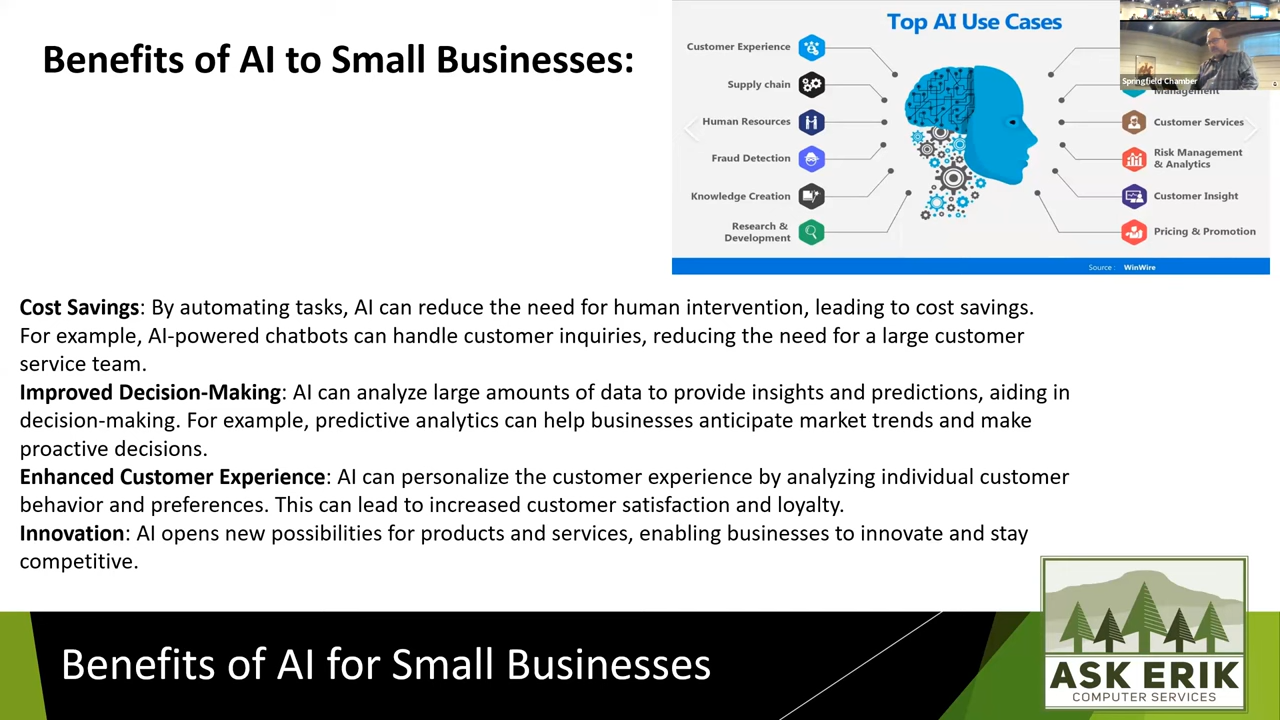 Benefits of AI to Small Businesses:
Top AI Use Cases
Customer Experience
Supply chain
Human Resources
Fraud Detection
Knowledge Creation
Research &
Development
Springfield Chamber
Management
Customer Services
Risk Management
& Analytics
Customer Insight
Pricing & Promotion
Source : WinWire
Cost Savings: By automating tasks, AI can reduce the need for human intervention, leading to cost savings.
For example, AI-powered chatbots can handle customer inquiries, reducing the need for a large customer
service team.
Improved Decision-Making: AI can analyze large amounts of data to provide insights and predictions, aiding in
decision-making. For example, predictive analytics can help businesses anticipate market trends and make
proactive decisions.
Enhanced Customer Experience: AI can personalize the customer experience by analyzing individual customer
behavior and preferences. This can lead to increased customer satisfaction and loyalty.
Innovation: AI opens new possibilities for products and services, enabling businesses to innovate and stay
competitive.
Benefits of AI for Small Businesses
ASK ERIK
COMPUTER SERVICES